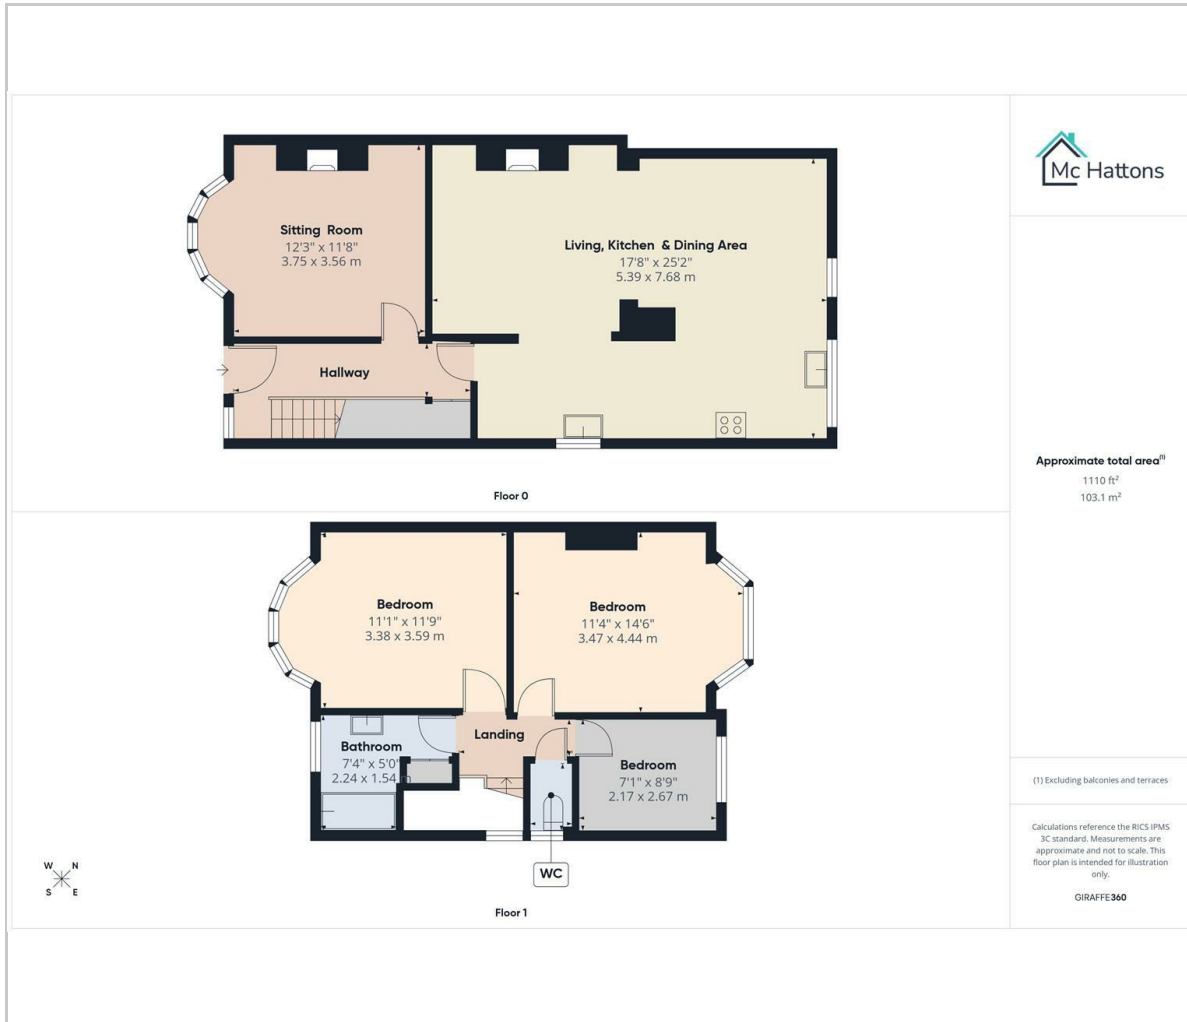 Sitting Room
12'3" x 11'8"
3.75 x 3.56 m
Living, Kitchen & Dining Area
17'8" x 25'2"
5.39 x 7.68 m
Hallway
Floor 0
Bedroom
11'1" x 11'9"
3.38 x 3.59 m
Bedroom
11'4" x 14'6"
3.47 x 4.44 m
Landing
Bathroom
7'4" x 5'0"
2.24 x 1.54 m
Bedroom
7'1" x 8'9"
2.17 x 2.67 m
WC
W N
S E
Floor 1
Mc Hattons
Approximate total area⁽¹⁾
1110 ft²
103.1 m²
(1) Excluding balconies and terraces
Calculations reference the RICS IPMS
3C standard. Measurements are
approximate and not to scale. This
floor plan is intended for illustration
only.
GIRAFFE360